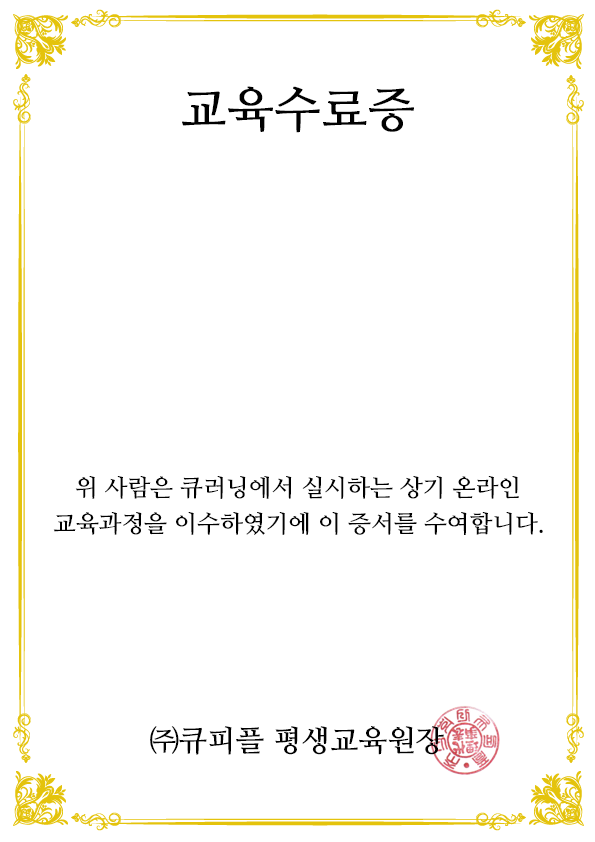 교육수료증
위 사람은 큐러닝에서 실시하는 상기 온라인
교육과정을 이수하였기에 이 증서를 수여합니다.
㈜큐피플 평생교육원장